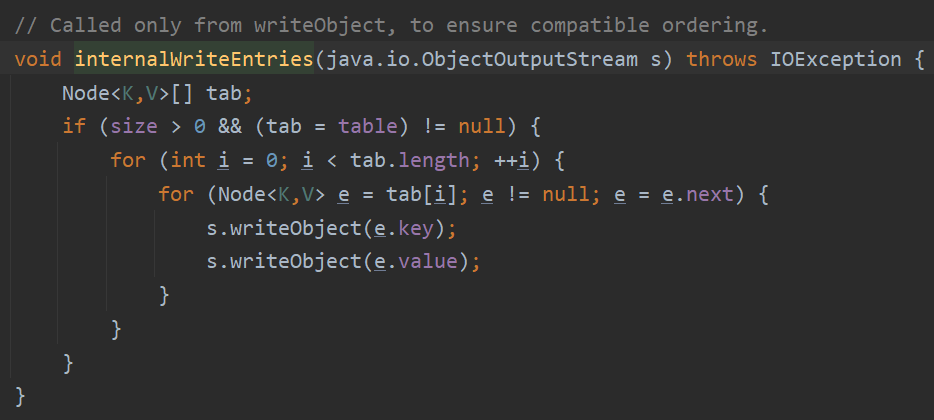 // Called only from writeObject, to ensure compatible ordering.
void internalWriteEntries(java.io.ObjectOutputStream s) throws IOException {
    Node<K,V>[] tab;
    if (size > 0 && (tab = table) != null) {
        for (int i = 0; i < tab.length; ++i) {
            for (Node<K,V> e = tab[i]; e != null; e = e.next) {
                s.writeObject(e.key);
                s.writeObject(e.value);
            }
        }
    }
}